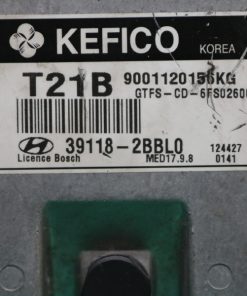 KEFICO
KOREA
T21B 9001120156KG
GTFS-CD-6FS0260
39118-2BBL0 124427
Licence Bosch MED17.9.8 0141